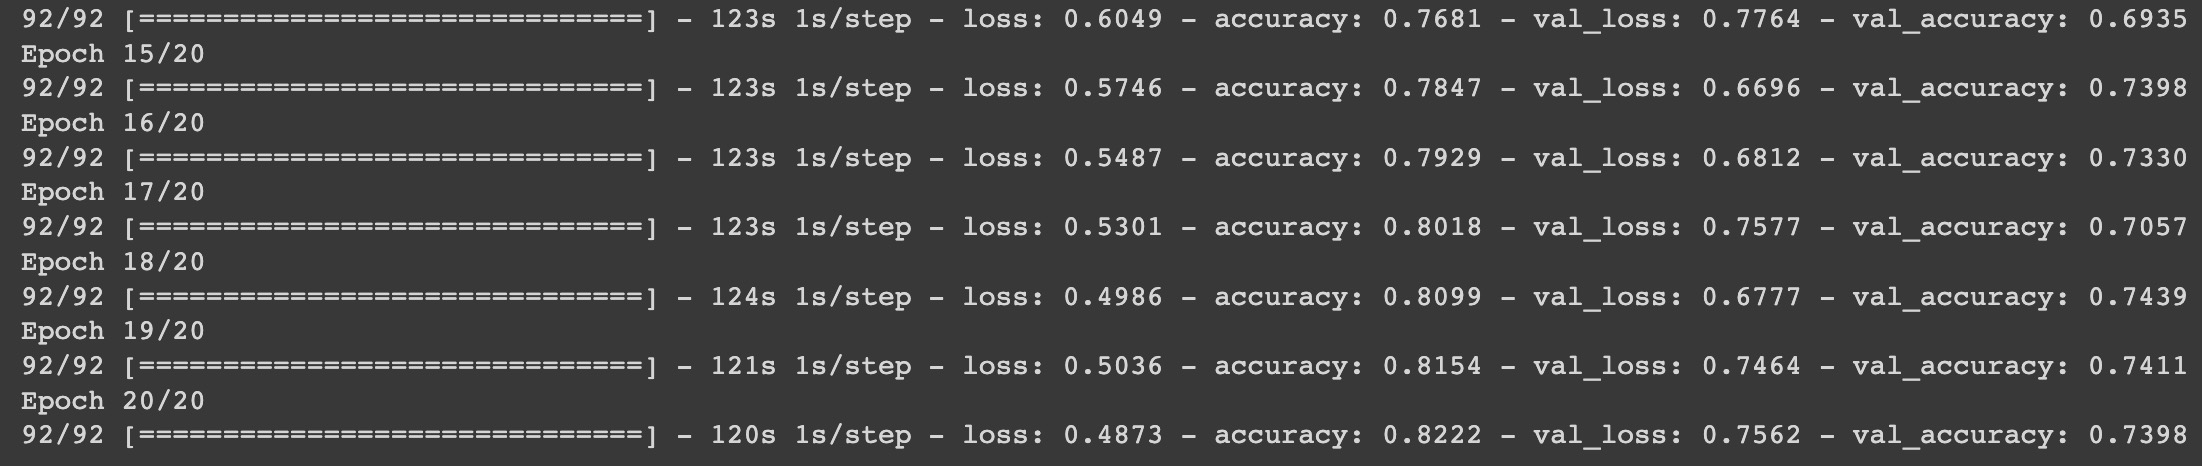 92/92 [==============================] - 123s 1s/step - loss: 0.6049 - accuracy: 0.7681 - val_loss: 0.7764 - val_accuracy: 0.6935
Epoch 15/20
92/92 [==============================] - 123s 1s/step - loss: 0.5746 - accuracy: 0.7847 - val_loss: 0.6696 - val_accuracy: 0.7398
Epoch 16/20
92/92 [==============================] - 123s 1s/step - loss: 0.5487 - accuracy: 0.7929 - val_loss: 0.6812 - val_accuracy: 0.7330
Epoch 17/20
92/92 [==============================] - 123s 1s/step - loss: 0.5301 - accuracy: 0.8018 - val_loss: 0.7577 - val_accuracy: 0.7057
Epoch 18/20
92/92 [==============================] - 124s 1s/step - loss: 0.4986 - accuracy: 0.8099 - val_loss: 0.6777 - val_accuracy: 0.7439
Epoch 19/20
92/92 [==============================] - 121s 1s/step - loss: 0.5036 - accuracy: 0.8154 - val_loss: 0.7464 - val_accuracy: 0.7411
Epoch 20/20
92/92 [==============================] - 120s 1s/step - loss: 0.4873 - accuracy: 0.8222 - val_loss: 0.7562 - val_accuracy: 0.7398